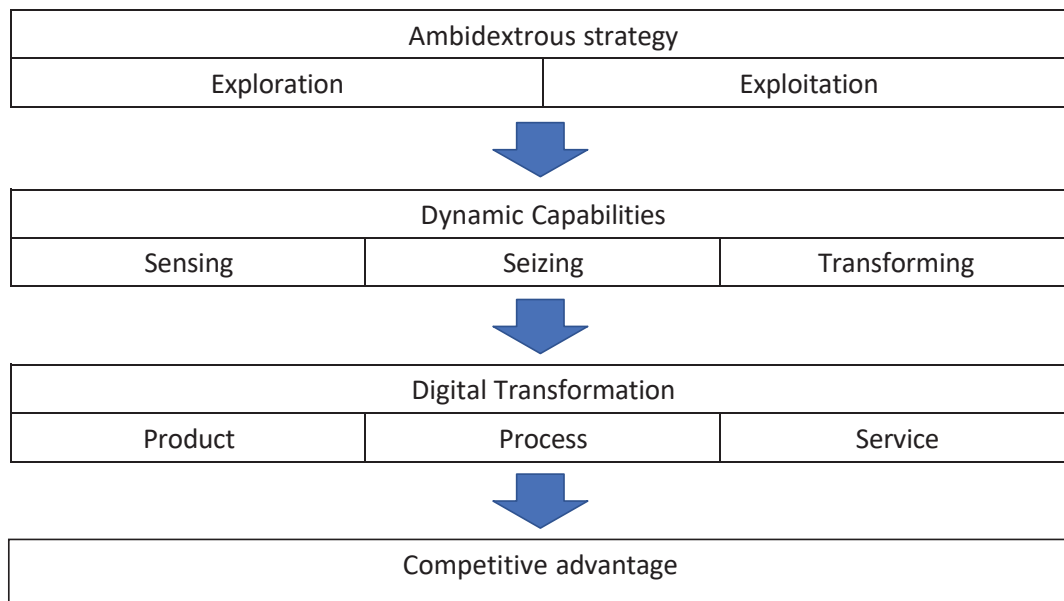 Ambidextrous strategy
Exploration Exploitation
Dynamic Capabilities
Sensing Seizing Transforming
Digital Transformation
Product Process Service
Competitive advantage